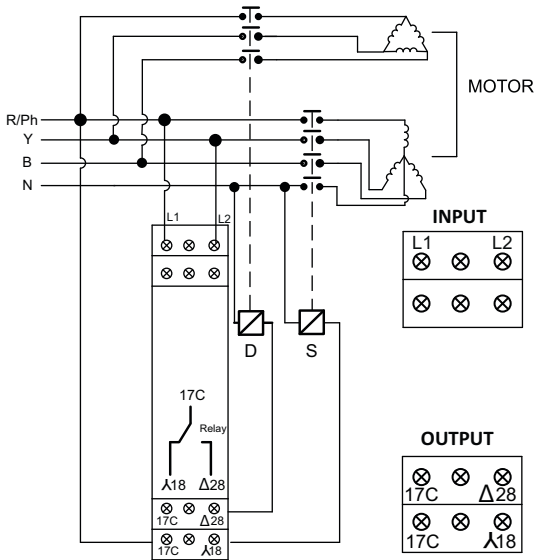 MOTOR
R/Ph
Y
B
N
L1 L2
INPUT
L1 L2
D S
17C
Relay
⅄18 Δ28
17C Δ28
17C ⅄18
OUTPUT
17C Δ28
17C ⅄18